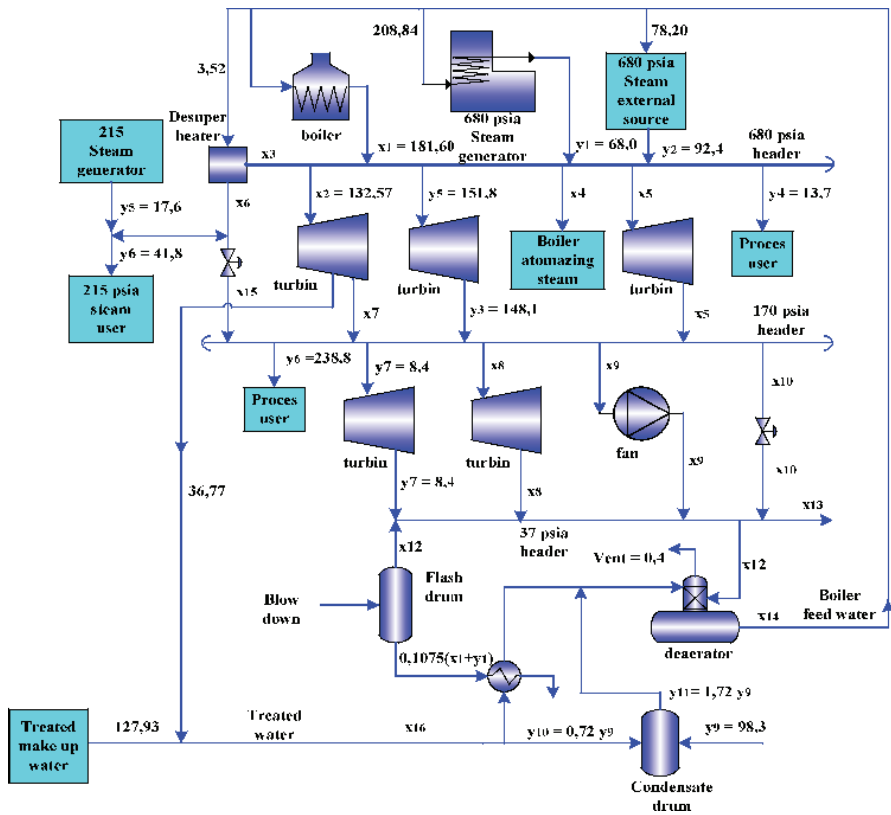 208,84
78,20
3,52
680 psia
Steam
external
source
Desuper
heater
boiler
680 psia
Steam
generator
215
Steam
generator
x3
x1 = 181,60
y1 = 68,0
y2 = 92,4
680 psia
header
y5 = 17,6
x6
x2 = 132,57
y5 = 151,8
x4
x5
y4 = 13,7
y6 = 41,8
Boiler
atomazing
steam
Proces
user
215 psia
steam
user
x15
turbin
turbin
turbin
x7
y3 = 148,1
x5
170 psia
header
y6 =238,8
y7 = 8,4
x8
x9
x10
Proces
user
turbin
turbin
fan
x10
36,77
y7 = 8,4
x8
x9
x13
37 psia
header
x12
Vent = 0,4
x12
Flash
drum
Blow
down
Boiler
feed water
x14
deaerator
0,1075(x1+y1)
y11= 1,72 y9
Treated
make up
water
127,93
Treated
water
x16
y10 = 0,72 y9
y9 = 98,3
Condensate
drum